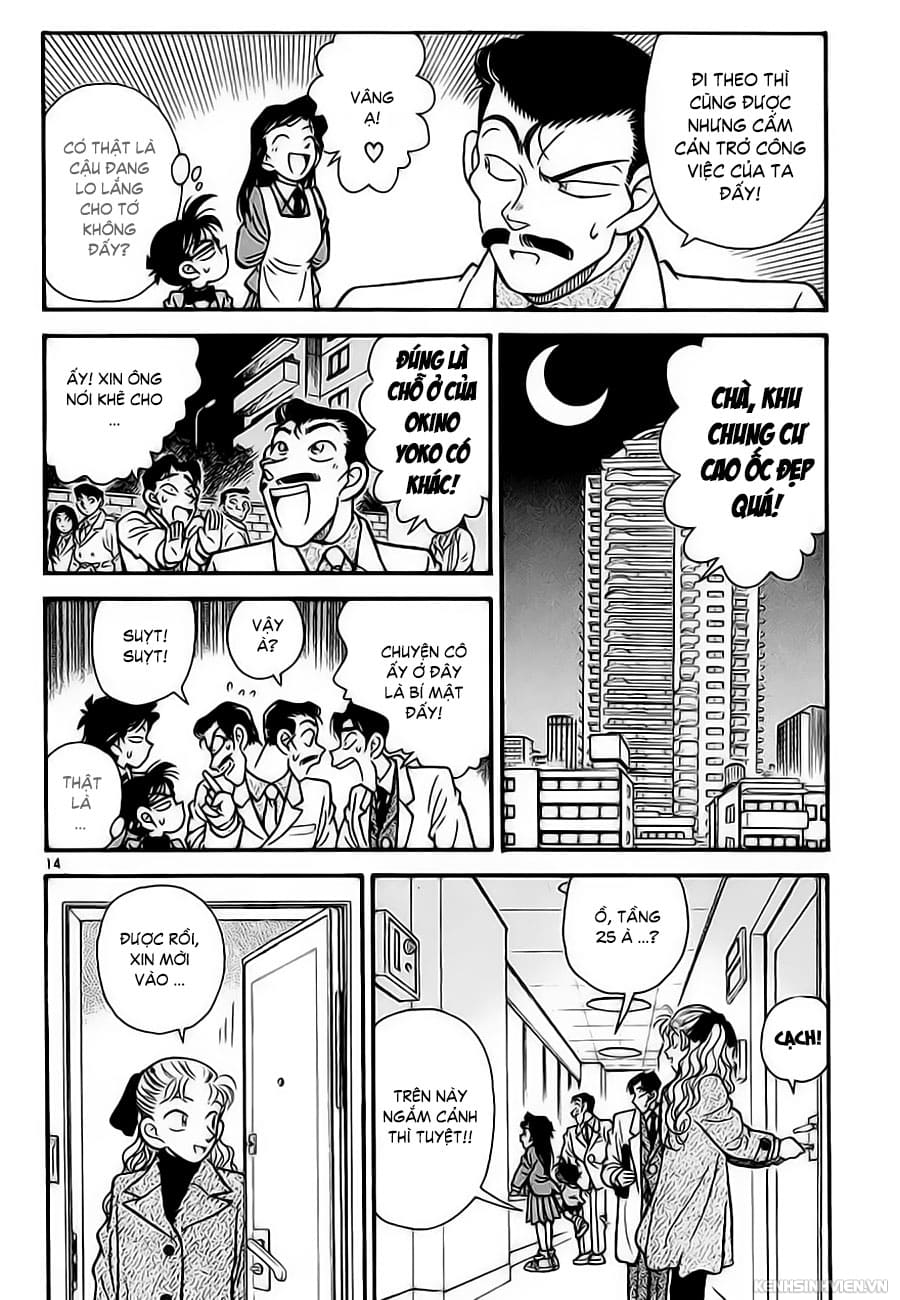 ĐI THEO THÌ
CŨNG ĐƯỢC
NHƯNG CẤM
CẢN TRỞ CÔNG
VIỆC CỦA TA
ĐẤY!
VÂNG
Ạ!
CÓ THẬT LÀ
CẬU ĐANG
LO LẮNG
CHO TỚ
KHÔNG
ĐẤY?
CHÀ, KHU
CHUNG CƯ
CAO ỐC ĐẸP
QUÁ!
ĐÚNG LÀ
CHỖ Ở CỦA
OKINO
YOKO CÓ
KHÁC!
ẤY! XIN ÔNG
NÓI KHẼ CHO
...
CHUYỆN CÔ
ẤY Ở ĐÂY
LÀ BÍ MẬT
ĐẤY!
VẬY
À?
SUỴT!
SUỴT!
THẬT
LÀ
...
14
CẠCH!
Ồ, TẦNG
25 À ...?
TRÊN NÀY
NGẮM CẢNH
THÌ TUYỆT!!
ĐƯỢC RỒI,
XIN MỜI
VÀO ...
KENHSINHVIEN.VN